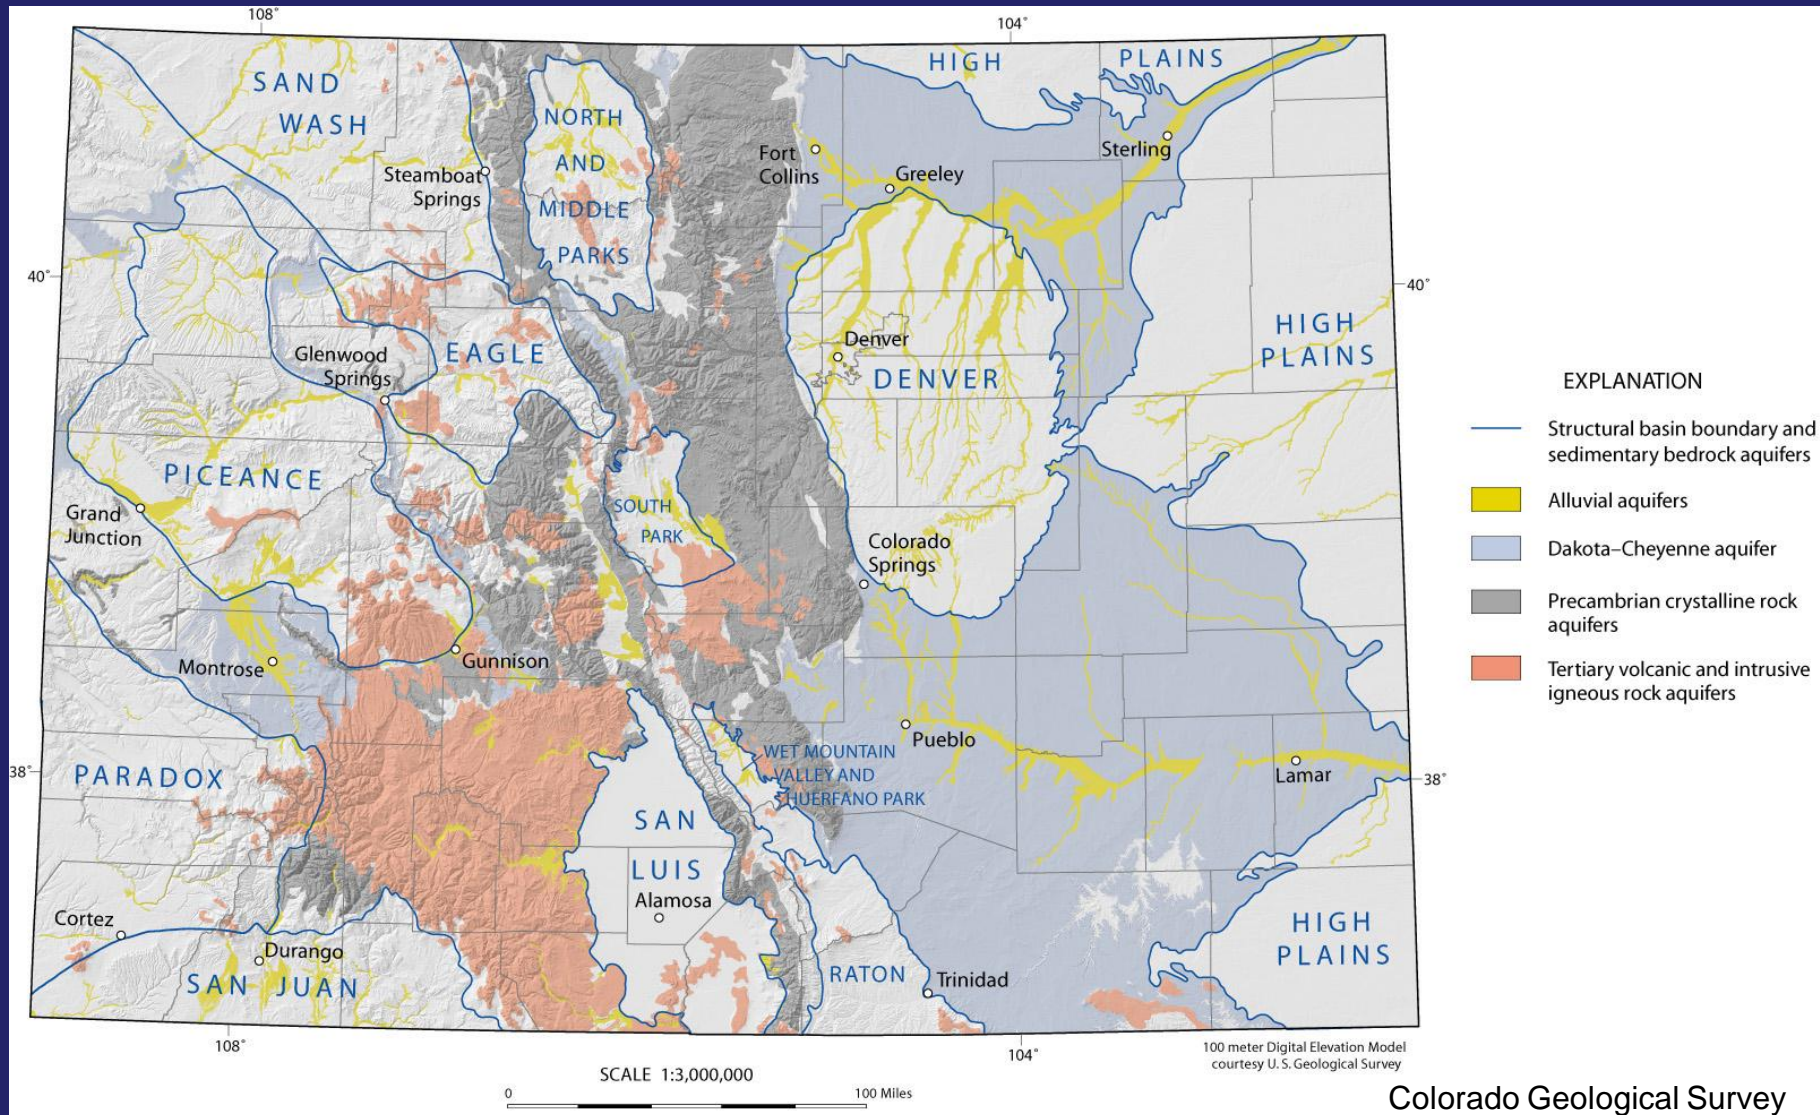 108°
104°
SAND
WASH
HIGH
PLAINS
NORTH
AND
MIDDLE
PARKS
Steamboat
Springs
Fort
Collins
Greeley
Sterling
40°
40°
HIGH
PLAINS
Glenwood
Springs
EAGLE
Denver
DENVER
PICEANCE
Grand
Junction
SOUTH
PARK
Colorado
Springs
Montrose
Gunnison
Pueblo
WET MOUNTAIN
VALLEY AND
HUERFANO PARK
Lamar
38°
38°
PARADOX
SAN
LUIS
Alamosa
Cortez
Durango
SAN JUAN
RATON
Trinidad
HIGH
PLAINS
108°
104°
EXPLANATION
Structural basin boundary and
sedimentary bedrock aquifers
Alluvial aquifers
Dakota–Cheyenne aquifer
Precambrian crystalline rock
aquifers
Tertiary volcanic and intrusive
igneous rock aquifers
SCALE 1:3,000,000
0
100 Miles
100 meter Digital Elevation Model
courtesy U. S. Geological Survey
Colorado Geological Survey